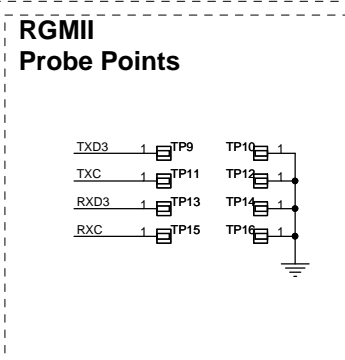 RGMII
Probe Points
TXD3 1 TP9 TP10 1
TXC 1 TP11 TP12 1
RXD3 1 TP13 TP14 1
RXC 1 TP15 TP16 1